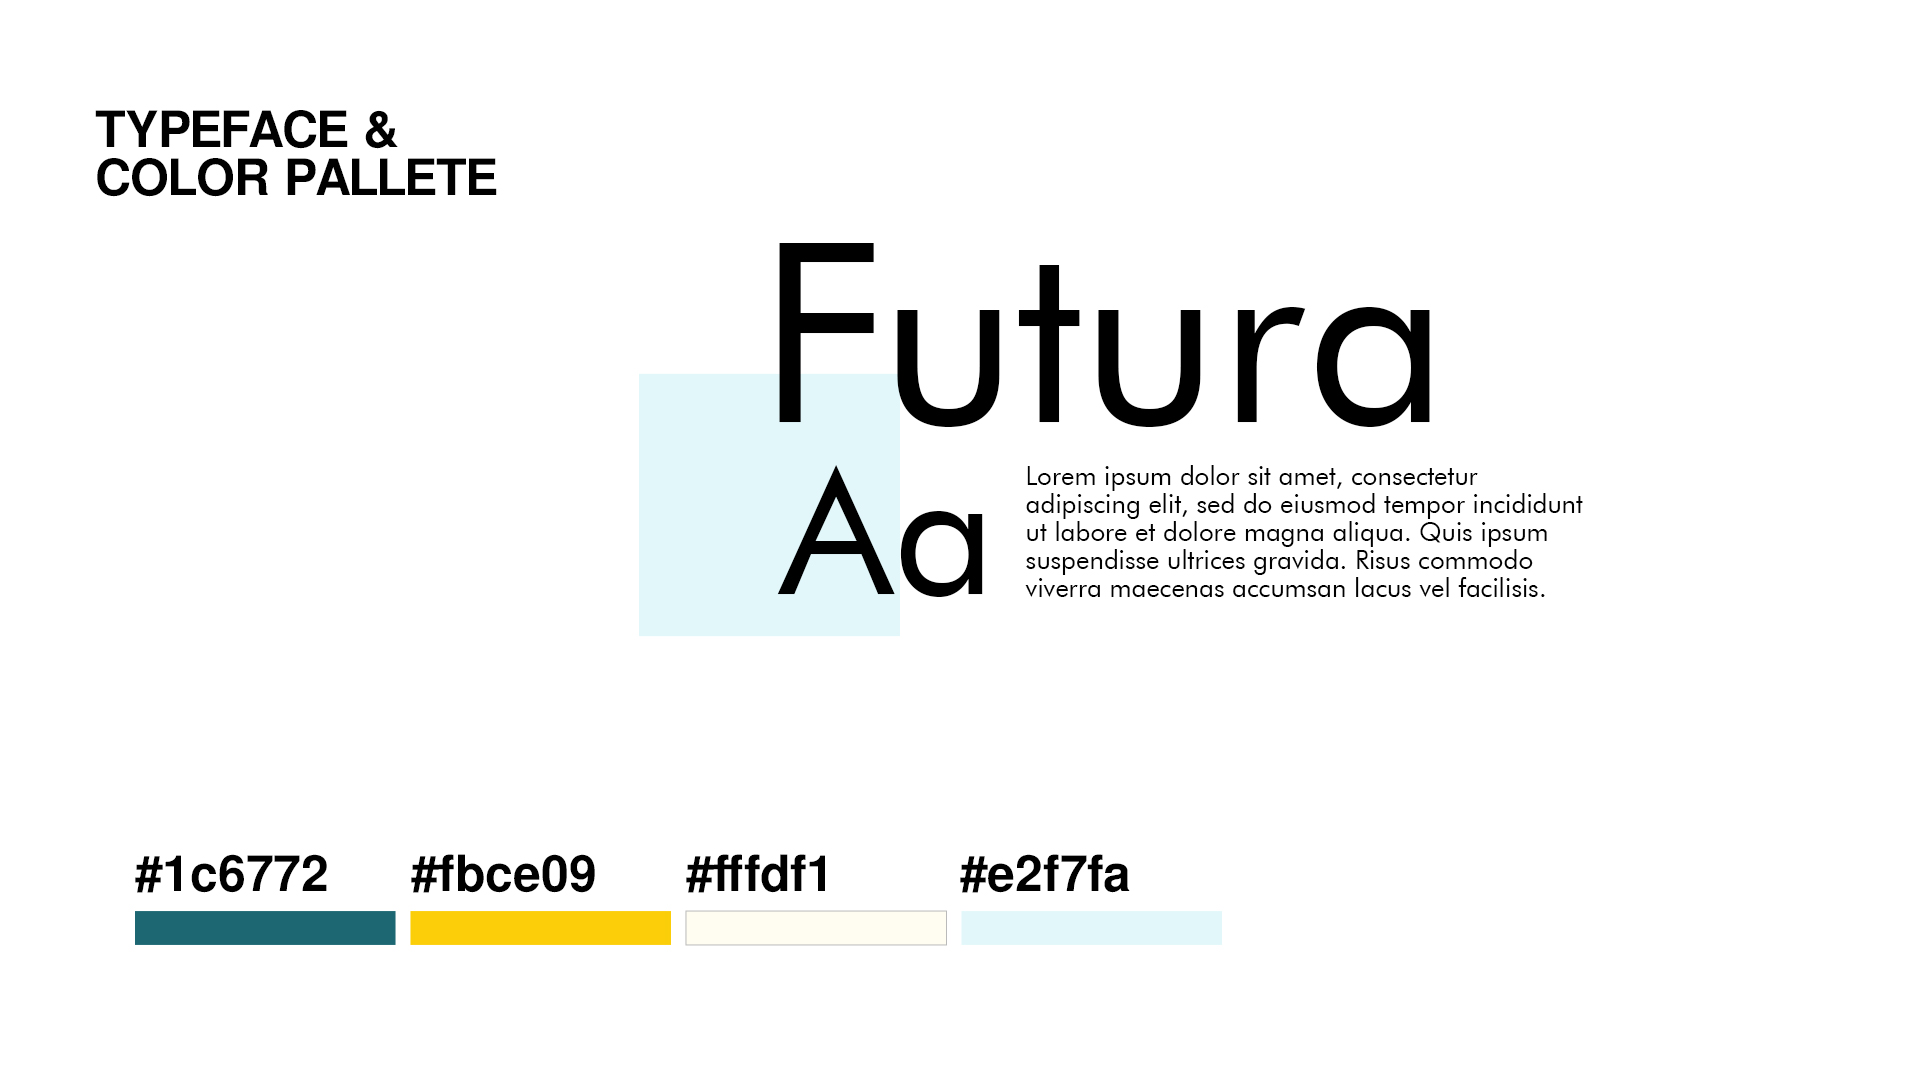 TYPEFACE &
COLOR PALLETE
Futura
Aa
Lorem ipsum dolor sit amet, consectetur
adipiscing elit, sed do eiusmod tempor incididunt
ut labore et dolore magna aliqua. Quis ipsum
suspendisse ultrices gravida. Risus commodo
viverra maecenas accumsan lacus vel facilisis.
#1c6772
#fbce09
#fffdf1
#e2f7fa